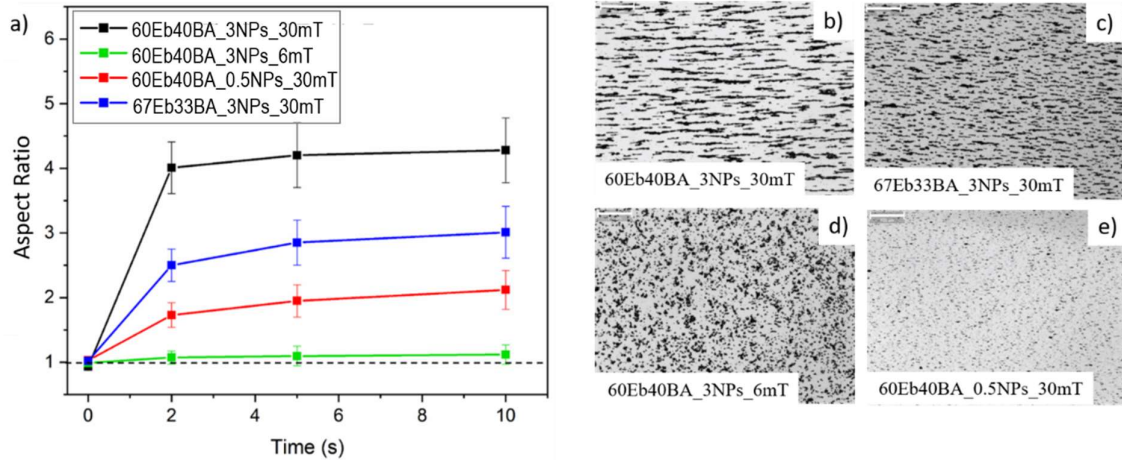 a)
60Eb40BA_3NPs_30mT
60Eb40BA_3NPs_6mT
60Eb40BA_0.5NPs_30mT
67Eb33BA_3NPs_30mT
Aspect Ratio
6
5
4
3
2
1
0 2 4 6 8 10
Time (s)
b)
60Eb40BA_3NPs_30mT
c)
67Eb33BA_3NPs_30mT
d)
60Eb40BA_3NPs_6mT
e)
60Eb40BA_0.5NPs_30mT